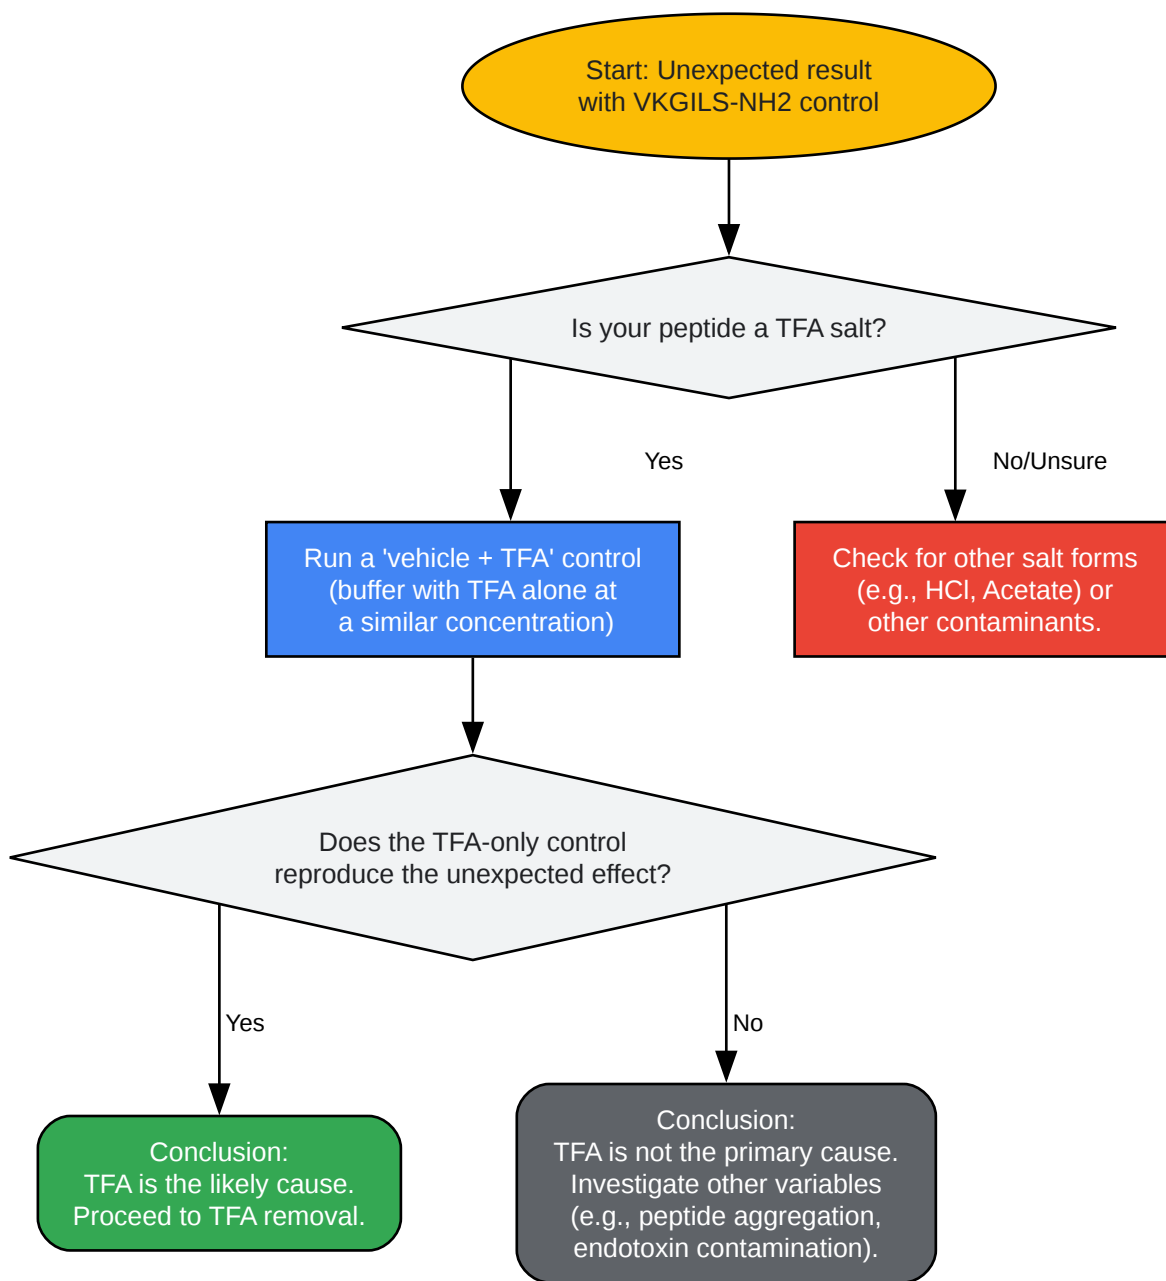 Start: Unexpected result
with VKGILS-NH2 control
Is your peptide a TFA salt?
Yes
No/Unsure
Run a 'vehicle + TFA' control
(buffer with TFA alone at
a similar concentration)
Check for other salt forms
(e.g., HCl, Acetate) or
other contaminants.
Does the TFA-only control
reproduce the unexpected effect?
Yes
No
Conclusion:
TFA is the likely cause.
Proceed to TFA removal.
Conclusion:
TFA is not the primary cause.
Investigate other variables
(e.g., peptide aggregation,
endotoxin contamination).